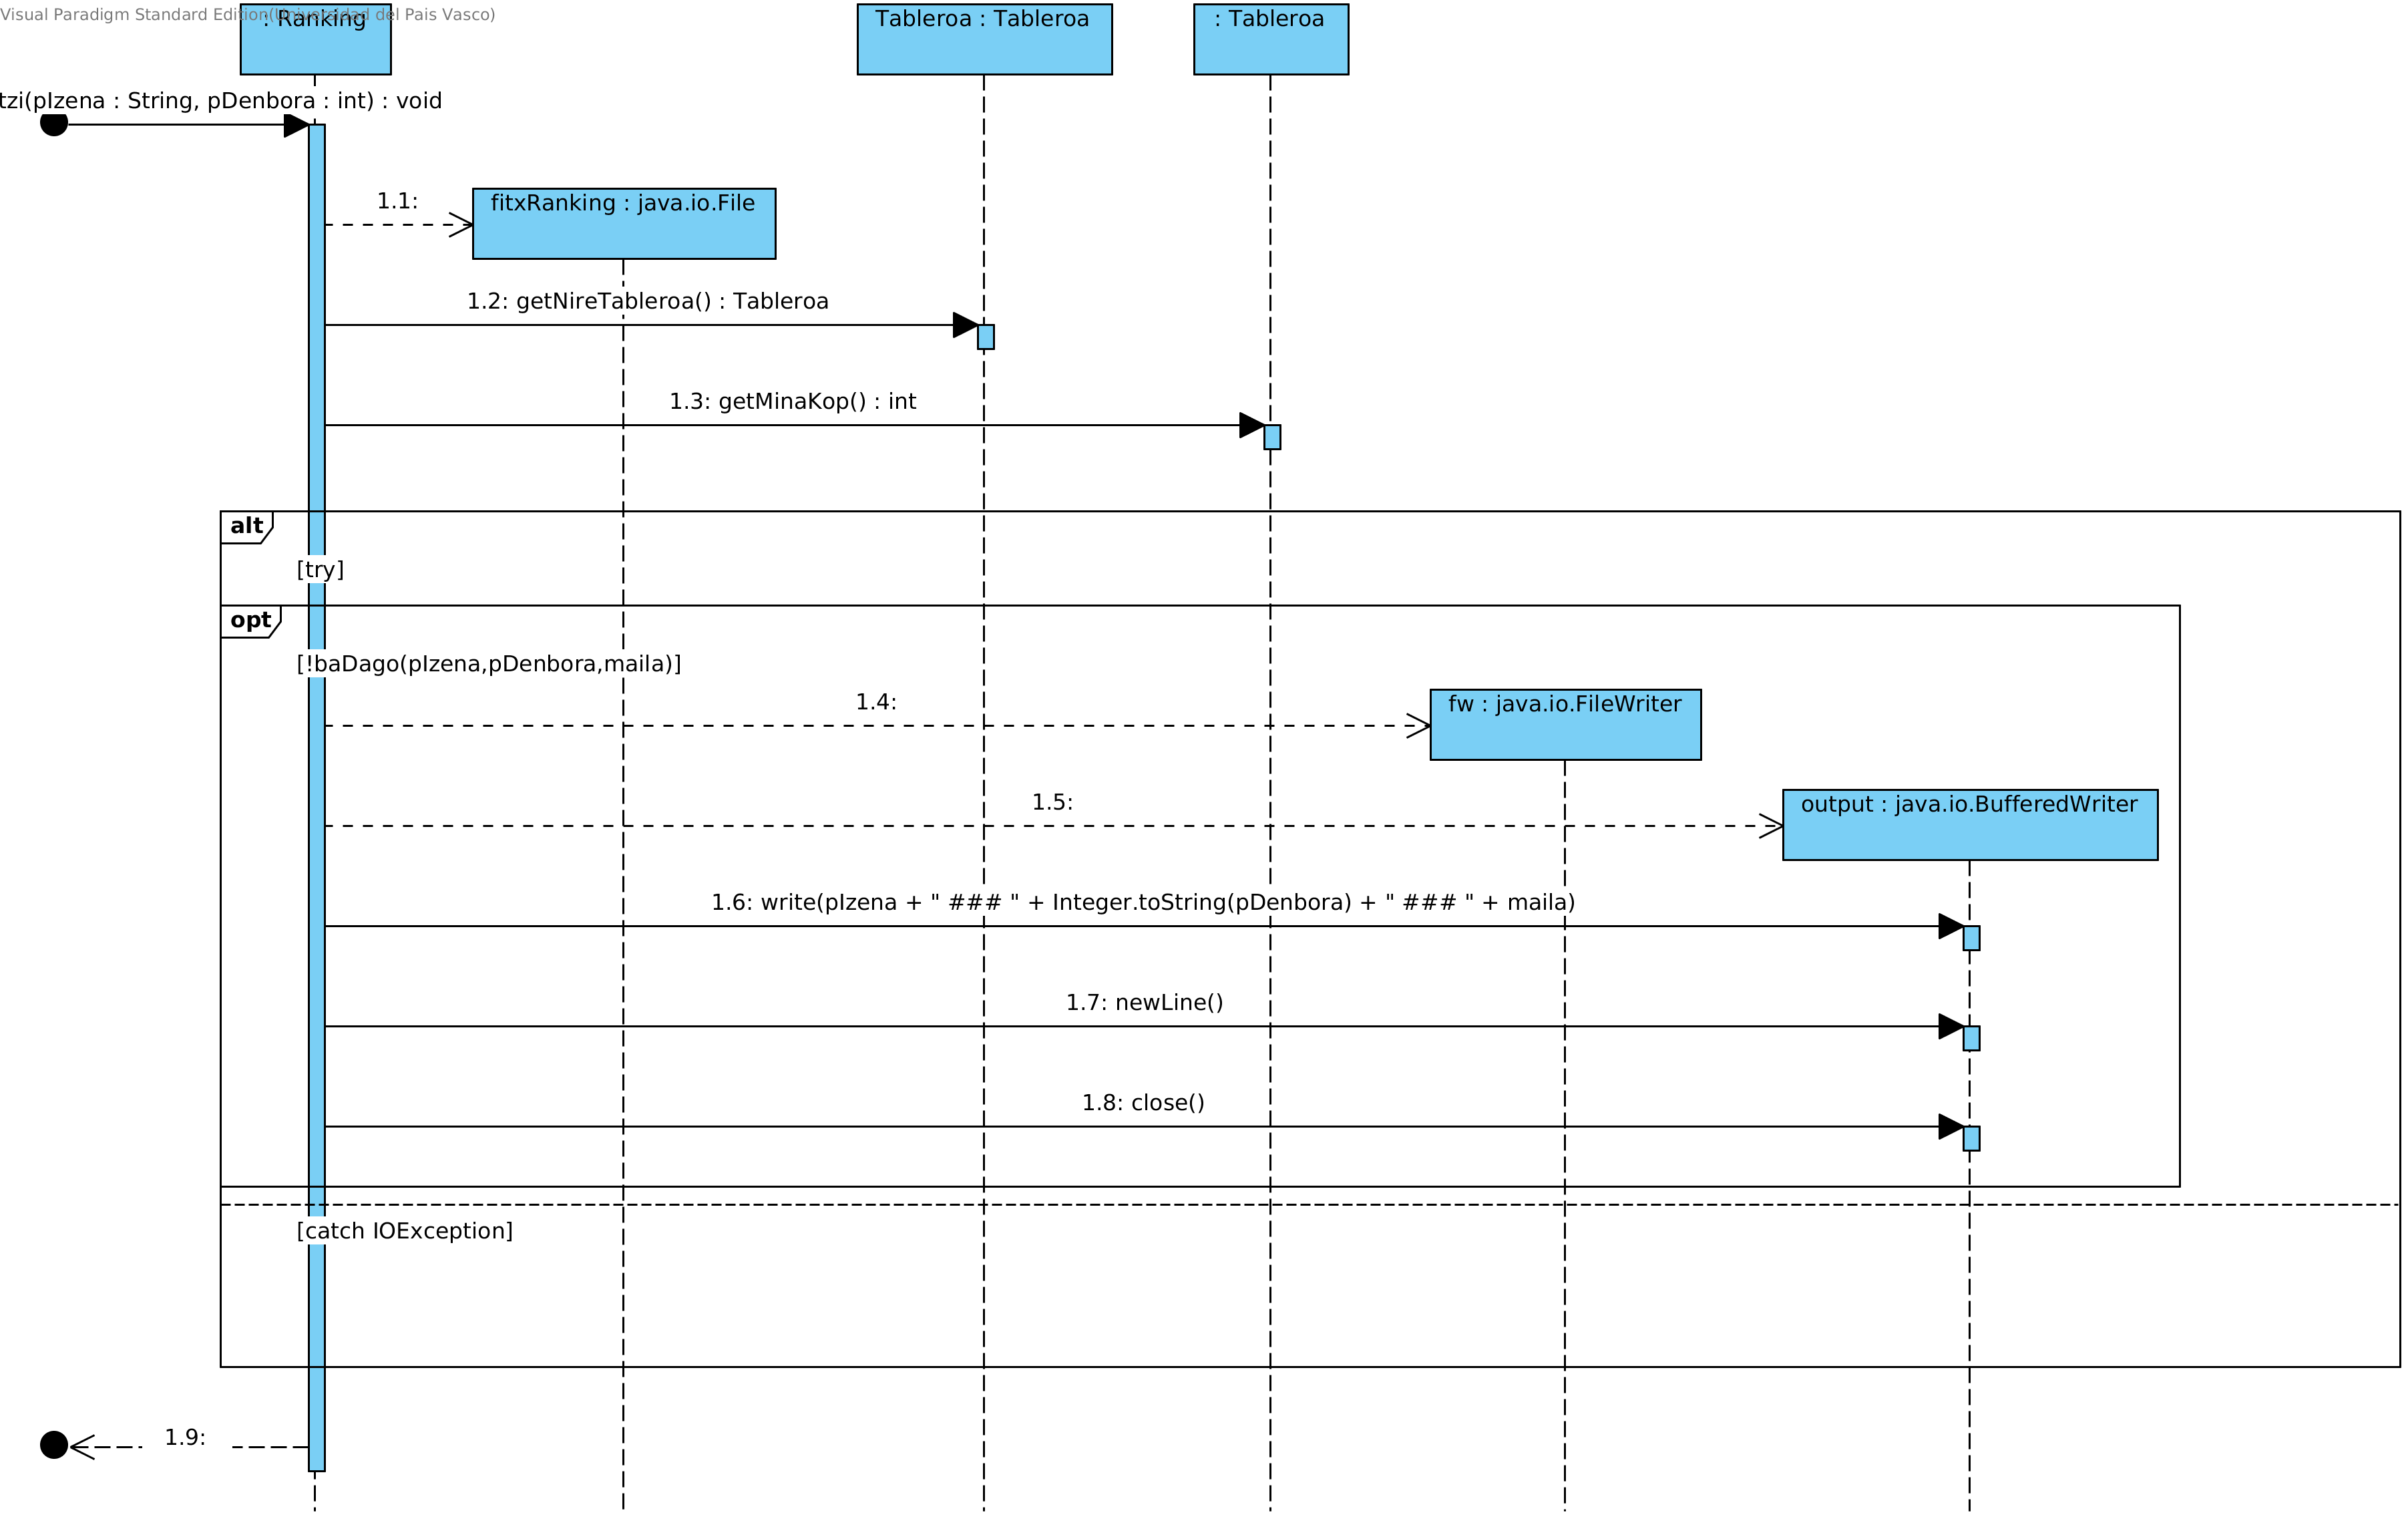 Visual Paradigm Standard Edition(Universidad del Pais Vasco)
: Ranking
Tableroa : Tableroa
: Tableroa
tzi(pIzena : String, pDenbora : int) : void
1.1:
fitxRanking : java.io.File
1.2: getNireTableroa() : Tableroa
1.3: getMinaKop() : int
alt
[try]
opt
[!baDago(pIzena,pDenbora,maila)]
1.4:
fw : java.io.FileWriter
1.5:
output : java.io.BufferedWriter
1.6: write(pIzena + " ### " + Integer.toString(pDenbora) + " ### " + maila)
1.7: newLine()
1.8: close()
[catch IOException]
1.9: